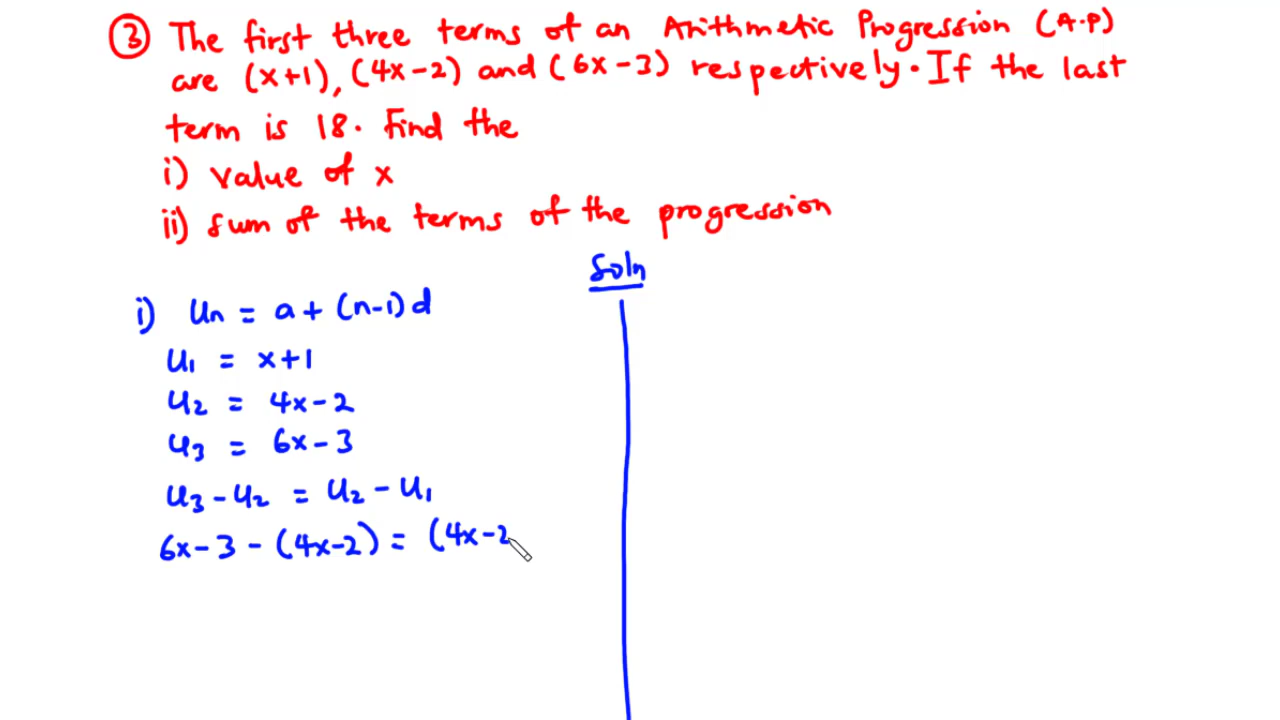 ③ The first three terms of an Arithmetic Progression (A.P)
are (x+1), (4x-2) and (6x-3) respectively. If the last
term is 18. Find the
i) value of x
ii) sum of the terms of the progression
Soln
i) Un = a + (n-1)d
U1 = x+1
U2 = 4x-2
U3 = 6x-3
U3 - U2 = U2 - U1
6x-3 - (4x-2) = (4x-2